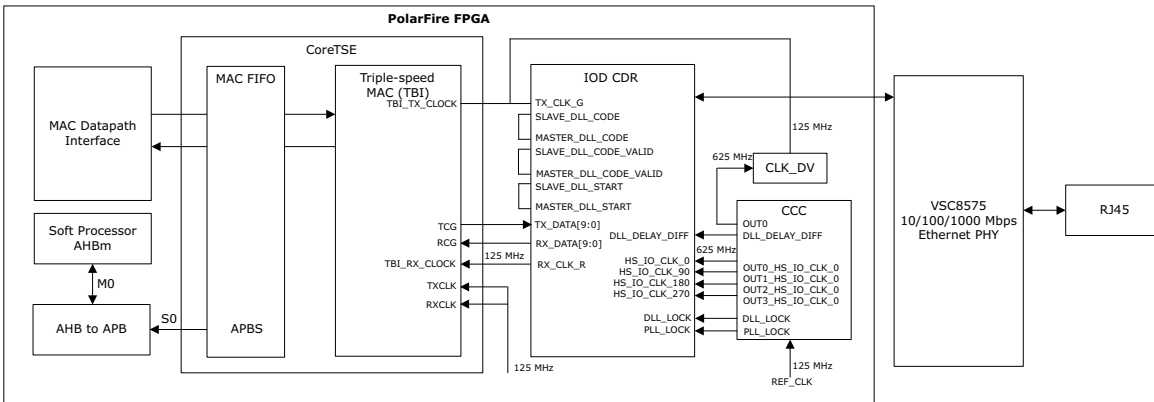 PolarFire FPGA
CoreTSE
MAC Datapath
Interface
Soft Processor
AHBm
M0
AHB to APB
S0
MAC FIFO
APBS
Triple-speed
MAC (TBI)
TBI_TX_CLOCK
TCG
RCG
TBI_RX_CLOCK
TXCLK
RXCLK
125 MHz
125 MHz
IOD CDR
TX_CLK_G
SLAVE_DLL_CODE
MASTER_DLL_CODE
SLAVE_DLL_CODE_VALID
MASTER_DLL_CODE_VALID
SLAVE_DLL_START
MASTER_DLL_START
TX_DATA[9:0]
RX_DATA[9:0]
RX_CLK_R
DLL_DELAY_DIFF
HS_IO_CLK_0
HS_IO_CLK_90
HS_IO_CLK_180
HS_IO_CLK_270
DLL_LOCK
PLL_LOCK
125 MHz
625 MHz
CLK_DV
625 MHz
CCC
OUT0
DLL_DELAY_DIFF
OUT0_HS_IO_CLK_0
OUT1_HS_IO_CLK_0
OUT2_HS_IO_CLK_0
OUT3_HS_IO_CLK_0
DLL_LOCK
PLL_LOCK
125 MHz
REF_CLK
VSC8575
10/100/1000 Mbps
Ethernet PHY
RJ45